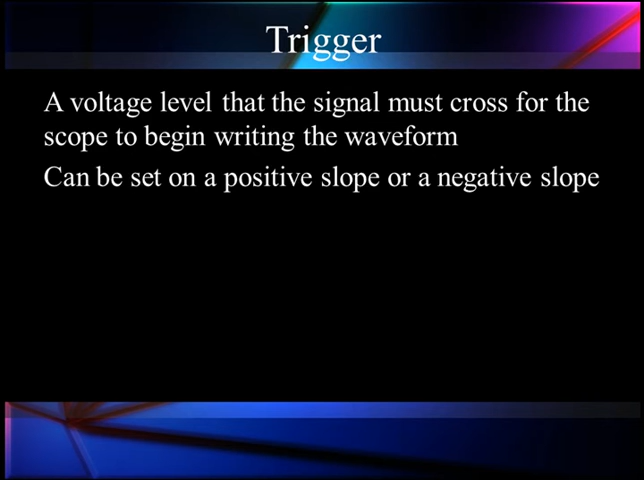 Trigger
A voltage level that the signal must cross for the
scope to begin writing the waveform
Can be set on a positive slope or a negative slope